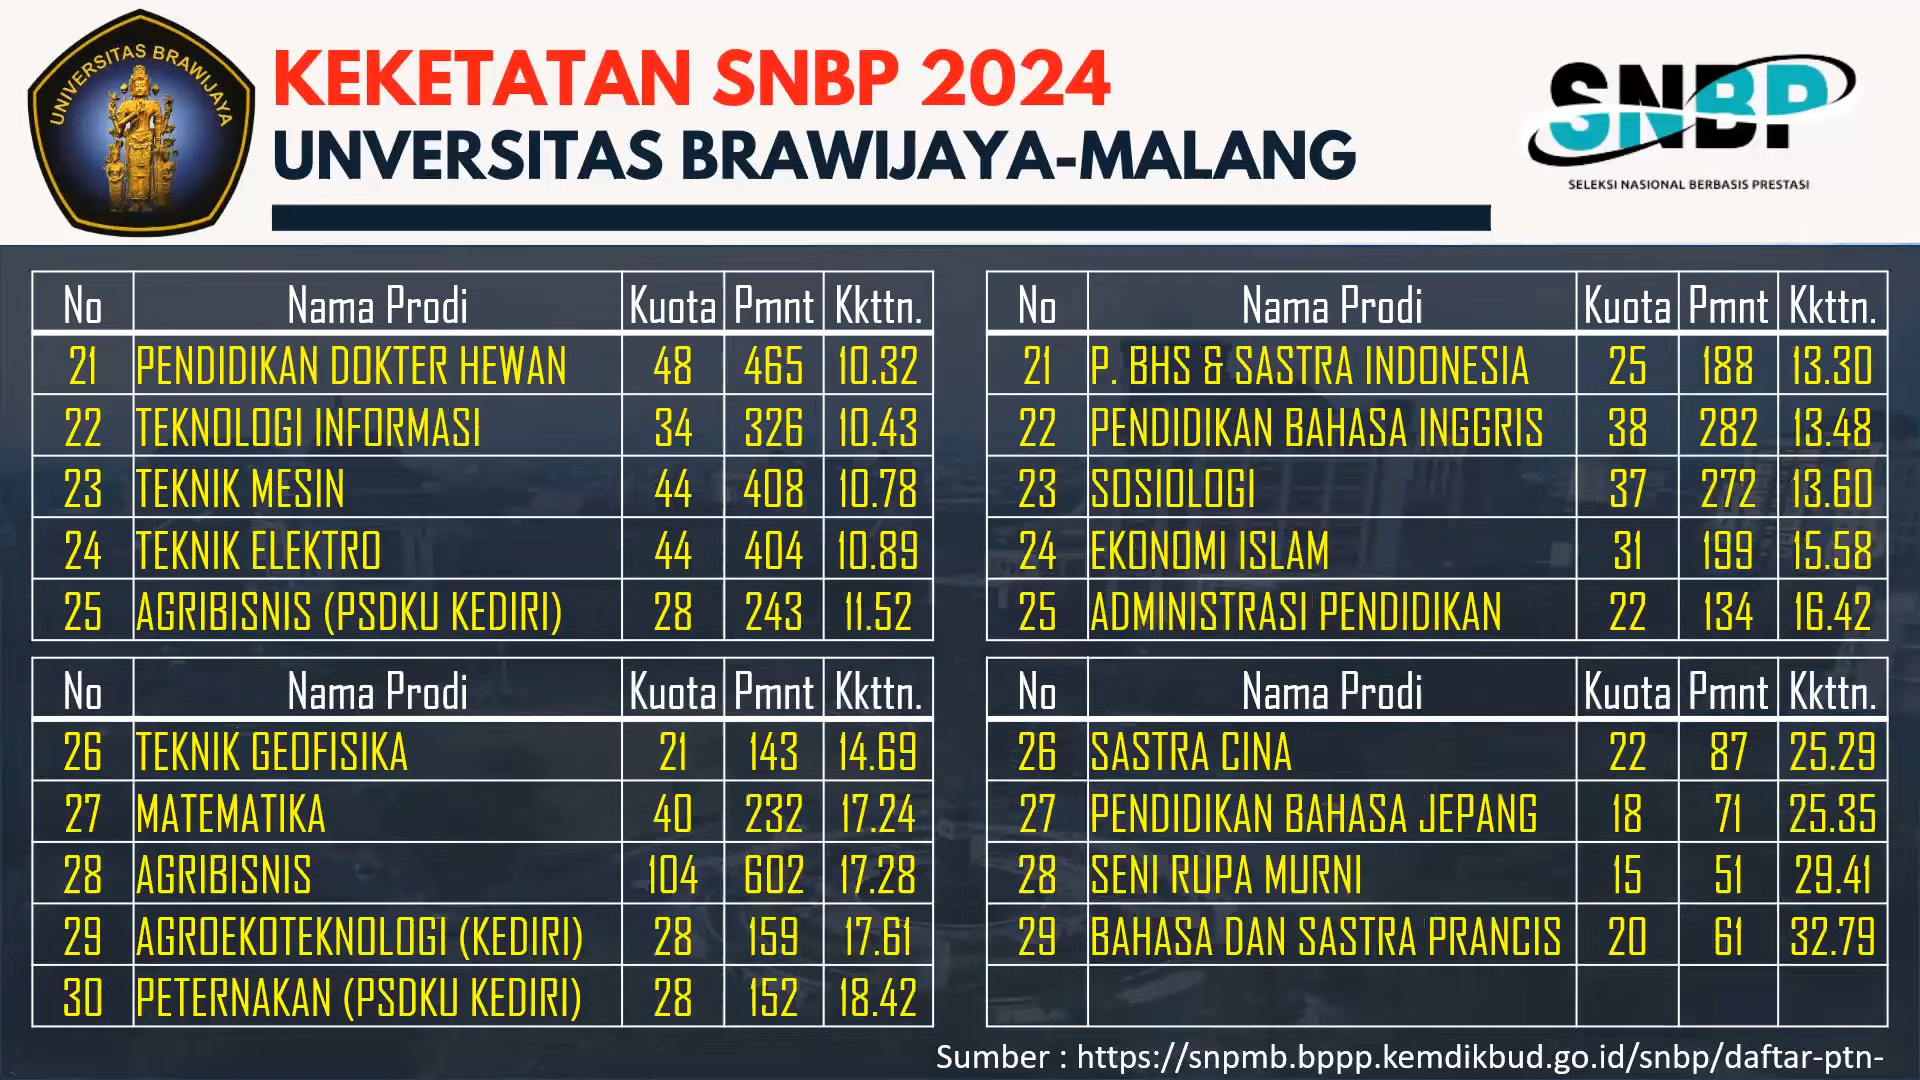 UNIVERSITAS BRAWIJAYA
KEKETATAN SNBP 2024
UNVERSITAS BRAWIJAYA-MALANG
SNBP
SELEKSI NASIONAL BERBASIS PRESTASI
No Nama Prodi Kuota Pmnt Kkttn.
21 PENDIDIKAN DOKTER HEWAN 48 465 10.32
22 TEKNOLOGI INFORMASI 34 326 10.43
23 TEKNIK MESIN 44 408 10.78
24 TEKNIK ELEKTRO 44 404 10.89
25 AGRIBISNIS (PSDKU KEDIRI) 28 243 11.52
No Nama Prodi Kuota Pmnt Kkttn.
21 P. BHS & SASTRA INDONESIA 25 188 13.30
22 PENDIDIKAN BAHASA INGGRIS 38 282 13.48
23 SOSIOLOGI 37 272 13.60
24 EKONOMI ISLAM 31 199 15.58
25 ADMINISTRASI PENDIDIKAN 22 134 16.42
No Nama Prodi Kuota Pmnt Kkttn.
26 TEKNIK GEOFISIKA 21 143 14.69
27 MATEMATIKA 40 232 17.24
28 AGRIBISNIS 104 602 17.28
29 AGROEKOTEKNOLOGI (KEDIRI) 28 159 17.61
30 PETERNAKAN (PSDKU KEDIRI) 28 152 18.42
No Nama Prodi Kuota Pmnt Kkttn.
26 SASTRA CINA 22 87 25.29
27 PENDIDIKAN BAHASA JEPANG 18 71 25.35
28 SENI RUPA MURNI 15 51 29.41
29 BAHASA DAN SASTRA PRANCIS 20 61 32.79
Sumber : https://snpmb.bppp.kemdikbud.go.id/snbp/daftar-ptn-